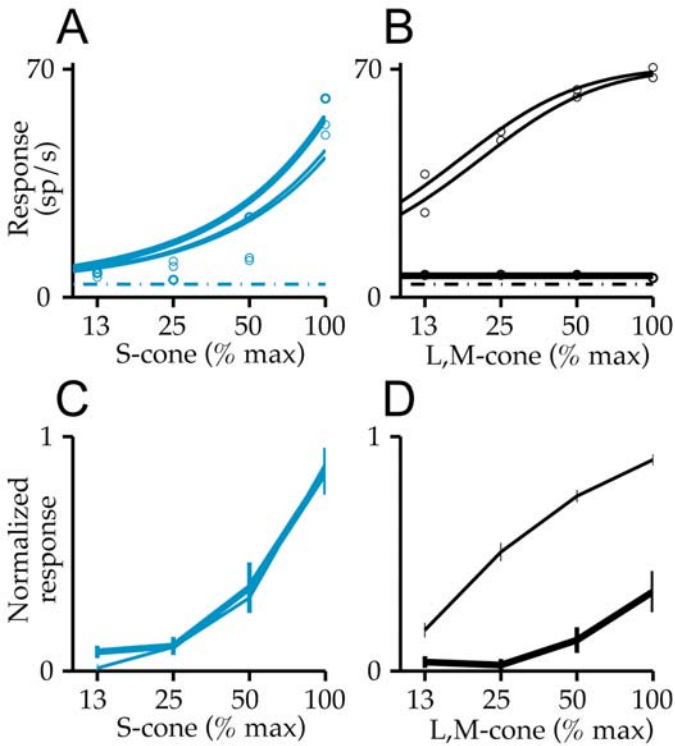 A
B
70
70
Response
(sp/s)
0
0
13 25 50 100
13 25 50 100
S-cone (% max)
L,M-cone (% max)
C
D
1
1
Normalized
response
0
0
13 25 50 100
13 25 50 100
S-cone (% max)
L,M-cone (% max)